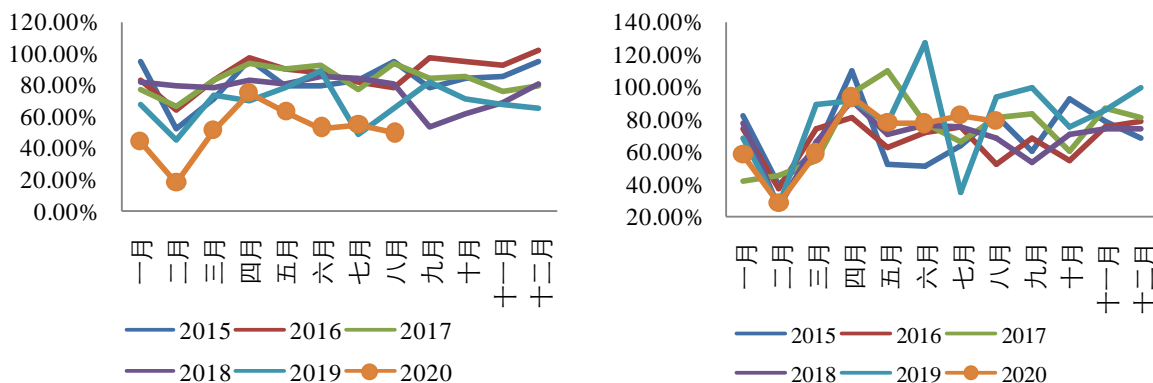 120.00%
100.00%
80.00%
60.00%
40.00%
20.00%
0.00%
一月
二月
三月
四月
五月
六月
七月
八月
九月
十月
十一月
十二月
2015 2016 2017
2018 2019 2020
140.00%
120.00%
100.00%
80.00%
60.00%
40.00%
20.00%
一月
二月
三月
四月
五月
六月
七月
八月
九月
十月
十一月
十二月
2015 2016 2017
2018 2019 2020